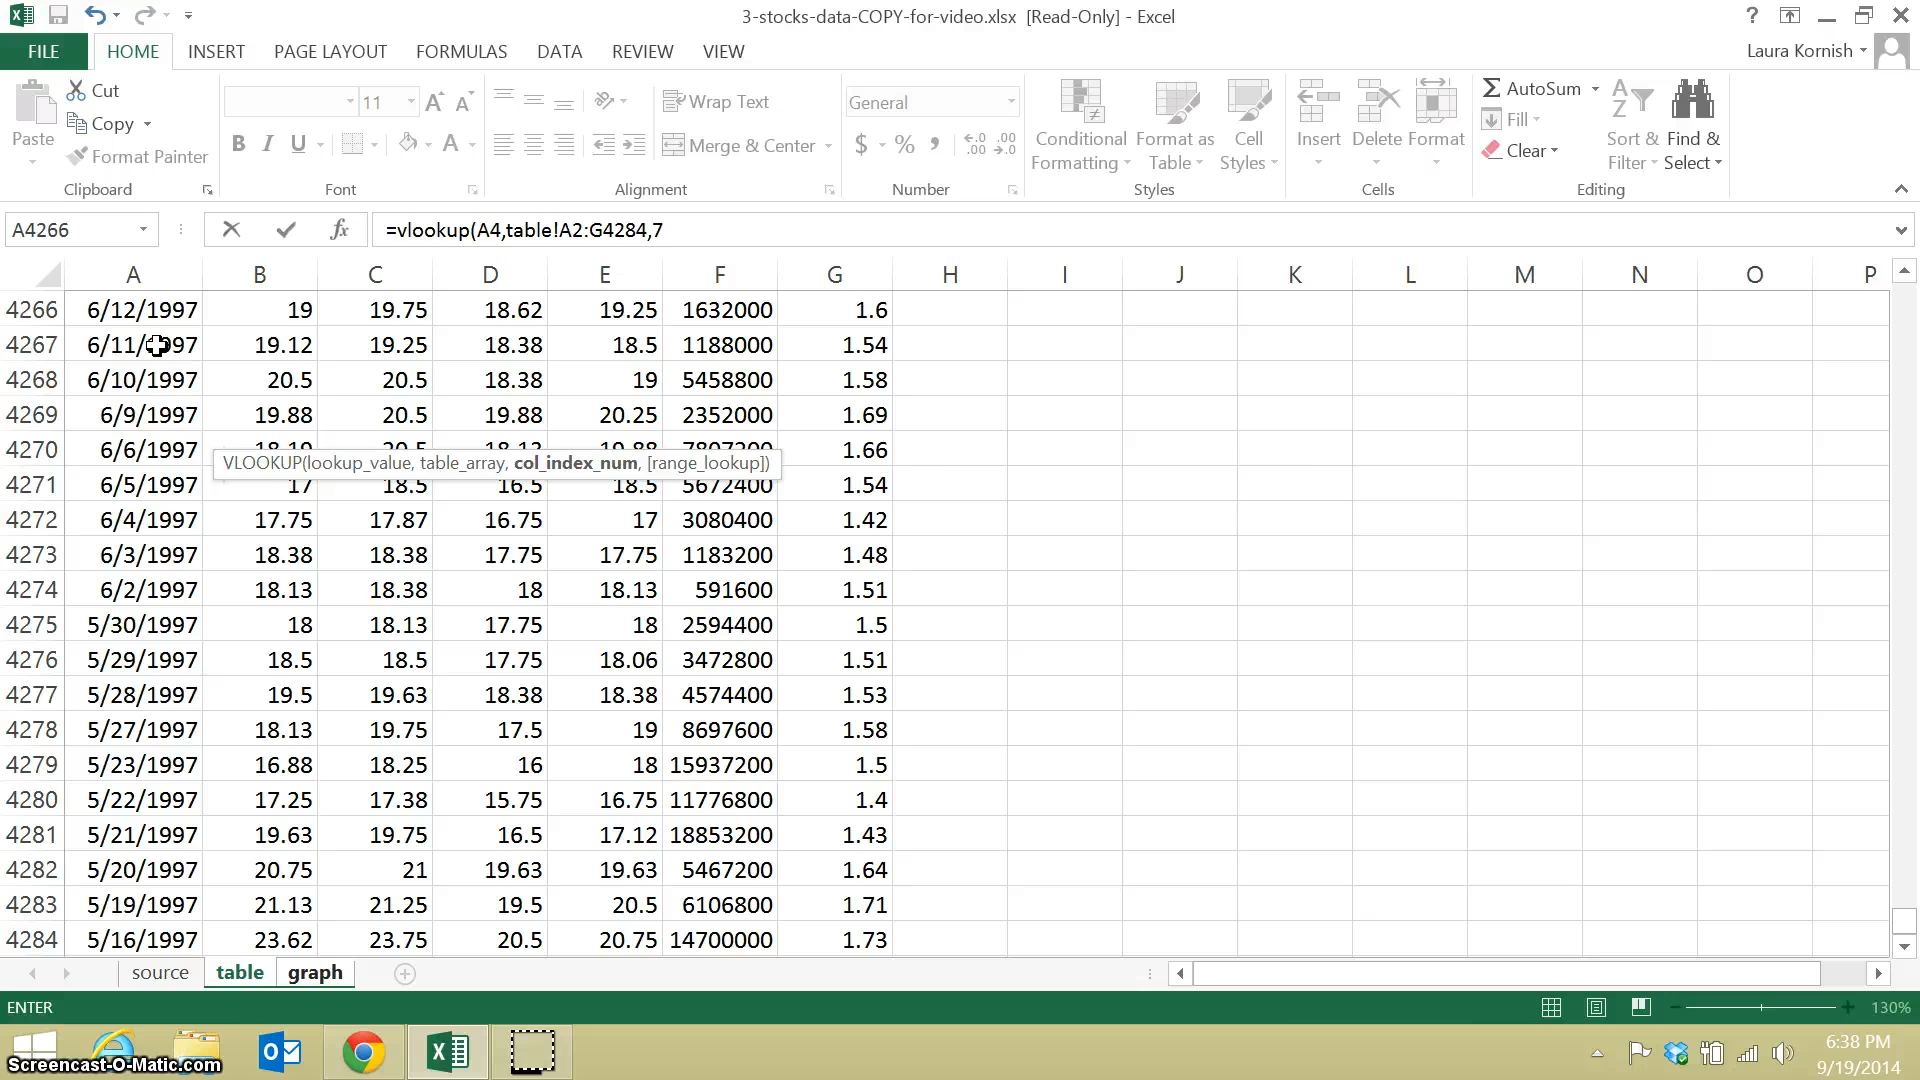 3-stocks-data-COPY-for-video.xlsx [Read-Only] - Excel
FILE HOME INSERT PAGE LAYOUT FORMULAS DATA REVIEW VIEW Laura Kornish
Paste
Cut
Copy
Format Painter
11
Wrap Text
Merge & Center
General
$ % ,
Conditional Formatting
Format as Table
Cell Styles
Insert Delete Format
AutoSum
Fill
Clear
Sort & Filter
Find & Select
Clipboard Font Alignment Number Styles Cells Editing
A4266 fx =vlookup(A4,table!A2:G4284,7
A B C D E F G H I J K L M N O P
4266 6/12/1997 19 19.75 18.62 19.25 1632000 1.6
4267 6/11/1997 19.12 19.25 18.38 18.5 1188000 1.54
4268 6/10/1997 20.5 20.5 18.38 19 5458800 1.58
4269 6/9/1997 19.88 20.5 19.88 20.25 2352000 1.69
4270 6/6/1997 1.66
VLOOKUP(lookup_value, table_array, col_index_num, [range_lookup])
4271 6/5/1997 17 18.5 16.5 18.5 5672400 1.54
4272 6/4/1997 17.75 17.87 16.75 17 3080400 1.42
4273 6/3/1997 18.38 18.38 17.75 17.75 1183200 1.48
4274 6/2/1997 18.13 18.38 18 18.13 591600 1.51
4275 5/30/1997 18 18.13 17.75 18 2594400 1.5
4276 5/29/1997 18.5 18.5 17.75 18.06 3472800 1.51
4277 5/28/1997 19.5 19.63 18.38 18.38 4574400 1.53
4278 5/27/1997 18.13 19.75 17.5 19 8697600 1.58
4279 5/23/1997 16.88 18.25 16 18 15937200 1.5
4280 5/22/1997 17.25 17.38 15.75 16.75 11776800 1.4
4281 5/21/1997 19.63 19.75 16.5 17.12 18853200 1.43
4282 5/20/1997 20.75 21 19.63 19.63 5467200 1.64
4283 5/19/1997 21.13 21.25 19.5 20.5 6106800 1.71
4284 5/16/1997 23.62 23.75 20.5 20.75 14700000 1.73
source table graph
ENTER 130%
Screencast-O-Matic.com
6:38 PM
9/19/2014